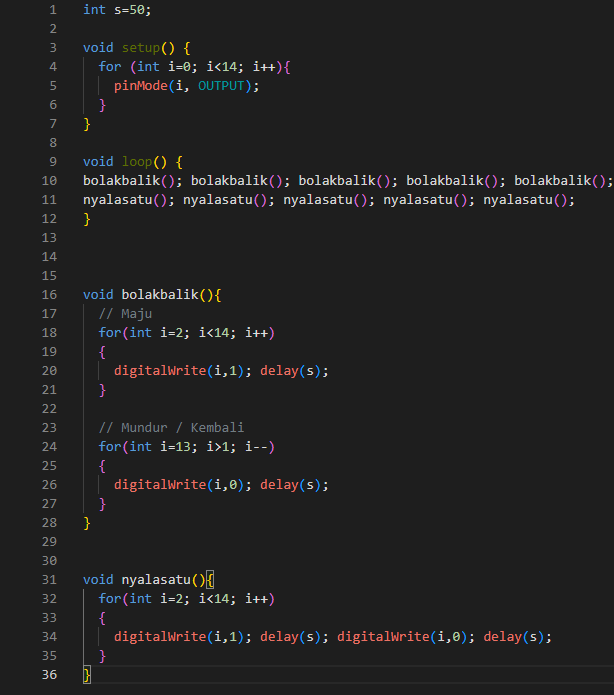 1 int s=50;
2
3 void setup() {
4   for (int i=0; i<14; i++){
5     pinMode(i, OUTPUT);
6   }
7 }
8
9 void loop() {
10 bolakbalik(); bolakbalik(); bolakbalik(); bolakbalik(); bolakbalik();
11 nyalasatu(); nyalasatu(); nyalasatu(); nyalasatu(); nyalasatu();
12 }
13
14
15
16 void bolakbalik(){
17   // Maju
18   for(int i=2; i<14; i++)
19   {
20     digitalWrite(i,1); delay(s);
21   }
22
23   // Mundur / Kembali
24   for(int i=13; i>1; i--)
25   {
26     digitalWrite(i,0); delay(s);
27   }
28 }
29
30
31 void nyalasatu(){
32   for(int i=2; i<14; i++)
33   {
34     digitalWrite(i,1); delay(s); digitalWrite(i,0); delay(s);
35   }
36 }